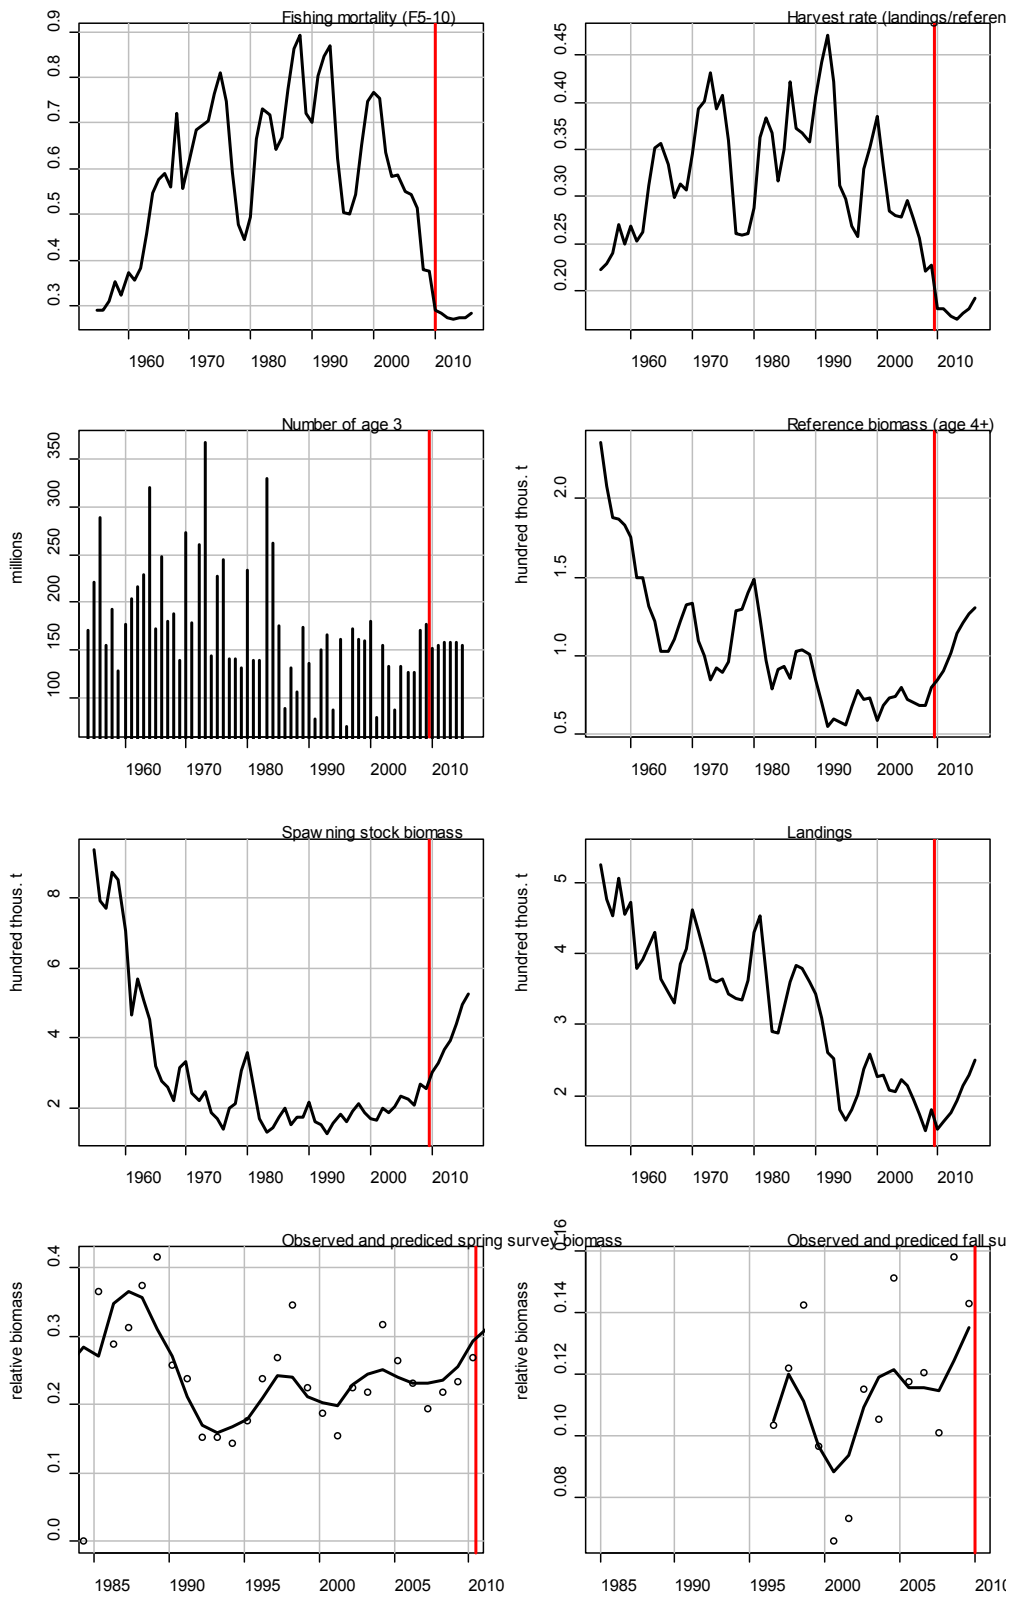 Fishing mortality (F5-10)
0.3 0.4 0.5 0.6 0.7 0.8 0.9
1960 1970 1980 1990 2000 2010
Harvest rate (landings/referen
0.20 0.25 0.30 0.35 0.40 0.45
1960 1970 1980 1990 2000 2010
Number of age 3
millions
100 150 200 250 300 350
1960 1970 1980 1990 2000 2010
Reference biomass (age 4+)
hundred thous. t
0.5 1.0 1.5 2.0
1960 1970 1980 1990 2000 2010
Spawning stock biomass
hundred thous. t
2 4 6 8
1960 1970 1980 1990 2000 2010
Landings
hundred thous. t
2 3 4 5
1960 1970 1980 1990 2000 2010
Observed and prediced spring survey biomass
relative biomass
0.0 0.1 0.2 0.3 0.4
1985 1990 1995 2000 2005 2010
Observed and prediced fall su
relative biomass
0.08 0.10 0.12 0.14 0.16
1985 1990 1995 2000 2005 201